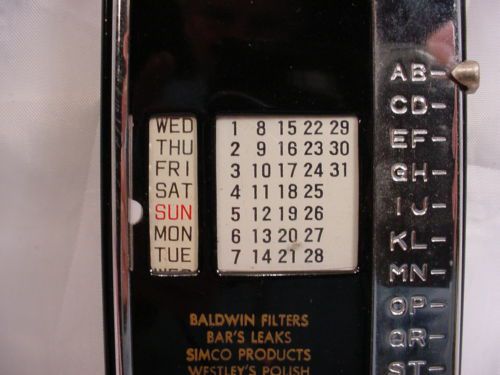 WED 1 8 15 22 29
THU 2 9 16 23 30
FRI 3 10 17 24 31
SAT 4 11 18 25
SUN 5 12 19 26
MON 6 13 20 27
TUE 7 14 21 28
WED
BALDWIN FILTERS
BAR'S LEAKS
SIMCO PRODUCTS
WESTLEY'S POLISH
AB-
CD-
EF-
GH-
IJ-
KL-
MN-
OP-
QR-
ST-